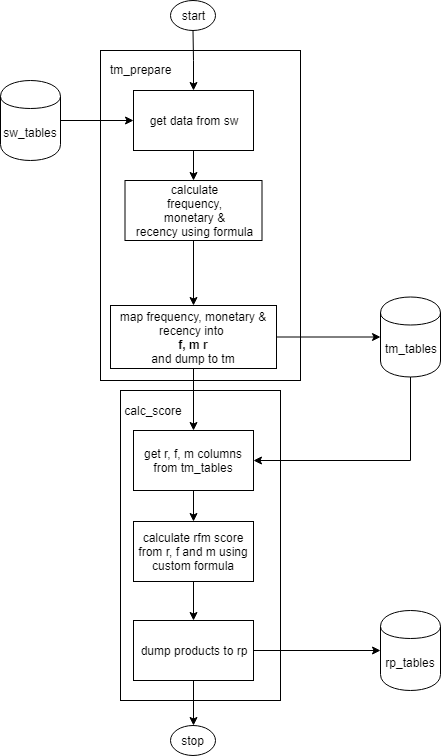 start
tm_prepare
get data from sw
sw_tables
calculate
frequency,
monetary &
recency using formula
map frequency, monetary &
recency into
f, m r
and dump to tm
tm_tables
calc_score
get r, f, m columns
from tm_tables
calculate rfm score
from r, f and m using
custom formula
dump products to rp
rp_tables
stop